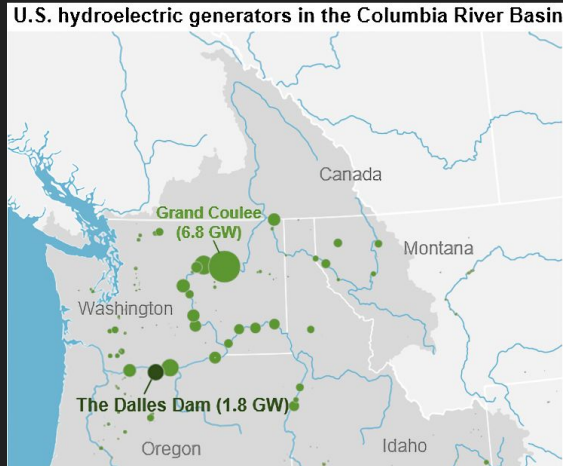 U.S. hydroelectric generators in the Columbia River Basin
Canada
Grand Coulee
(6.8 GW)
Montana
Washington
The Dalles Dam (1.8 GW)
Oregon
Idaho